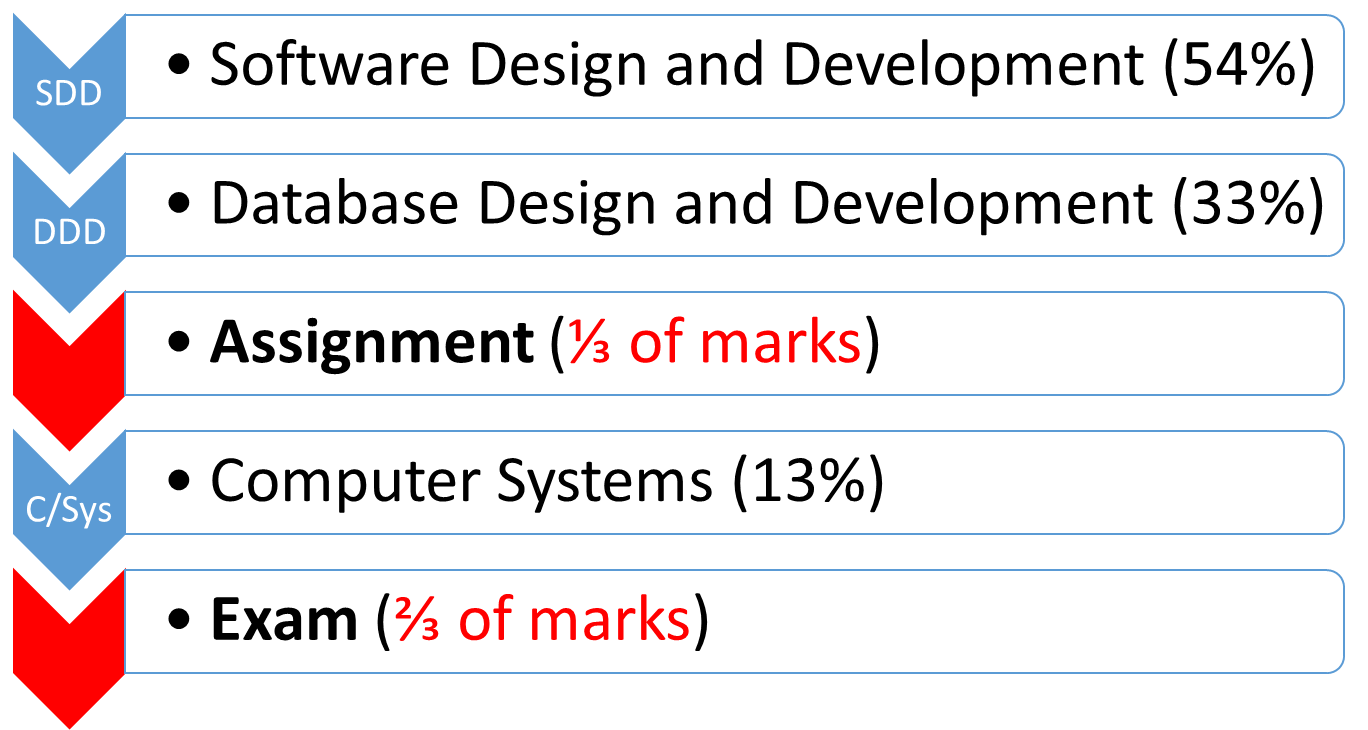 SDD
• Software Design and Development (54%)
DDD
• Database Design and Development (33%)
• Assignment (⅓ of marks)
C/Sys
• Computer Systems (13%)
• Exam (⅔ of marks)